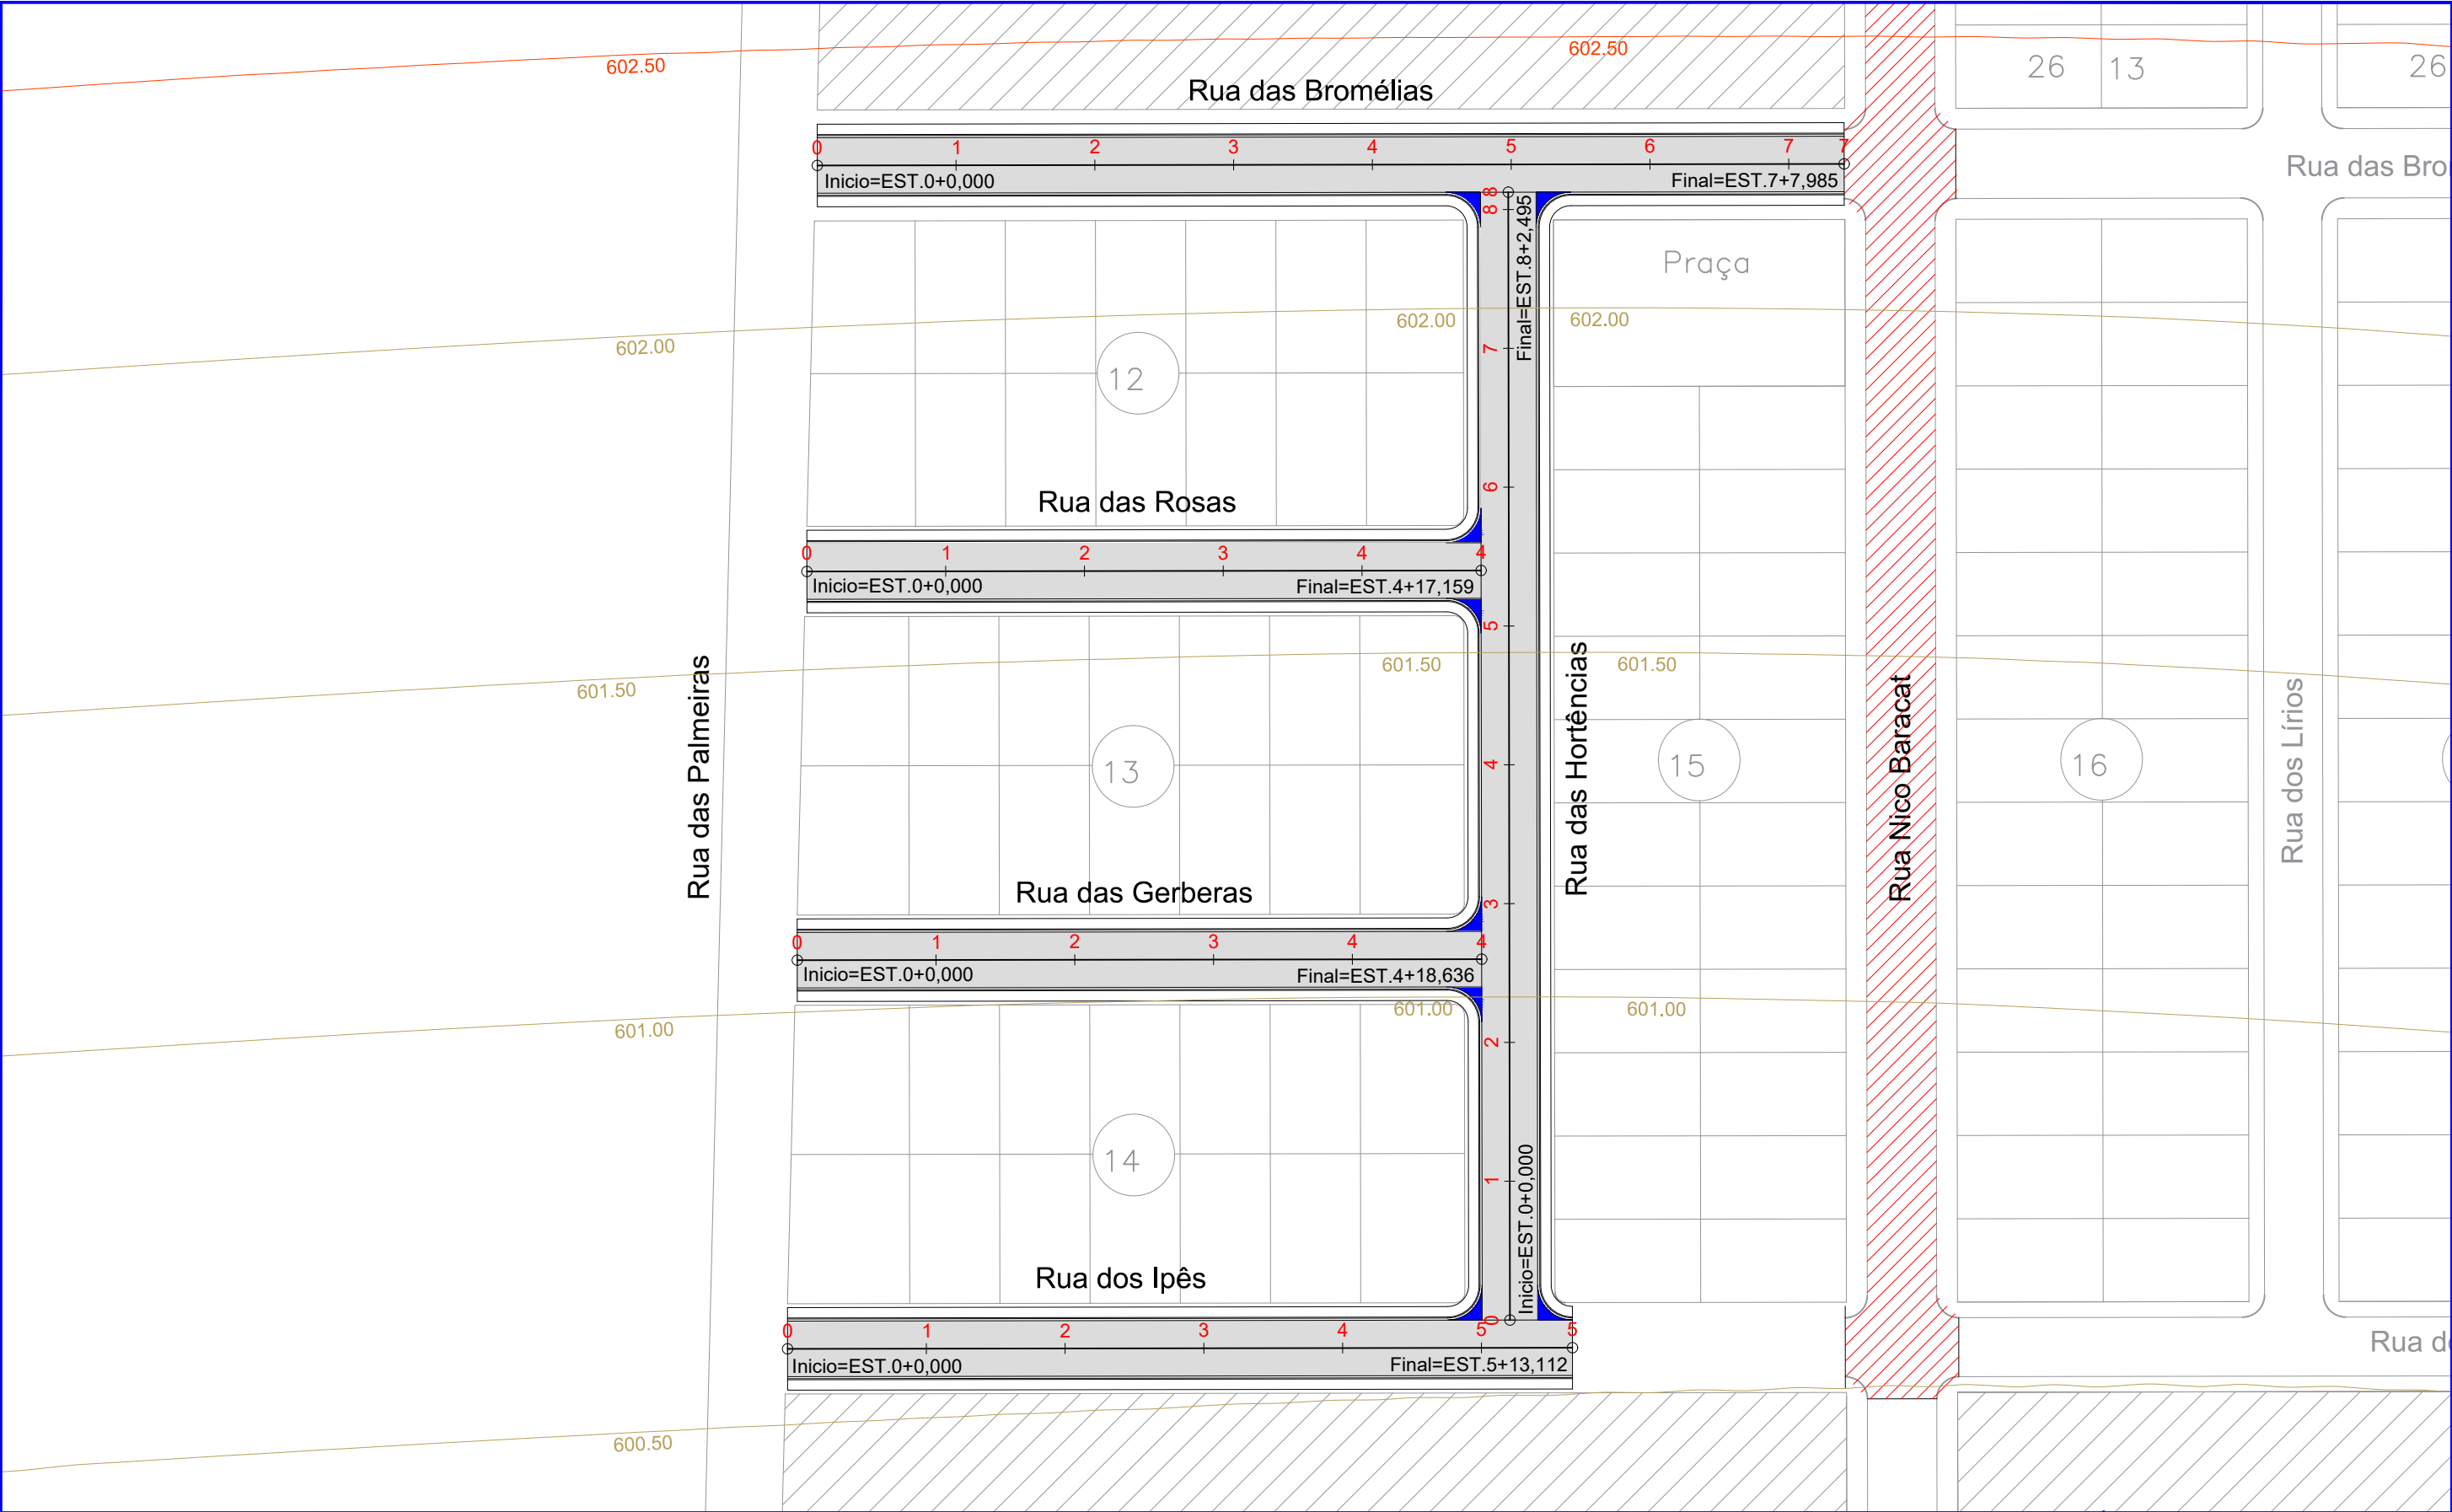 602.50
602.50
Rua das Bromélias
26
13
26
0 1 2 3 4 5 6 7 7
Inicio=EST.0+0,000
Final=EST.7+7,985
Rua das Bro
8
8
Final=EST.8+2,495
Praça
602.00
602.00
602.00
12
7
6
Rua das Rosas
0 1 2 3 4 4
Inicio=EST.0+0,000
Final=EST.4+17,159
5
601.50
601.50
601.50
Rua das Palmeiras
Rua das Hortências
Rua Nico Baracat
Rua dos Lírios
13
4
15
16
Rua das Gerberas
3
0 1 2 3 4 4
Inicio=EST.0+0,000
Final=EST.4+18,636
601.00
601.00
601.00
2
14
1
Inicio=EST.0+0,000
Rua dos Ipês
0
0 1 2 3 4 5 5
Inicio=EST.0+0,000
Final=EST.5+13,112
Rua d
600.50